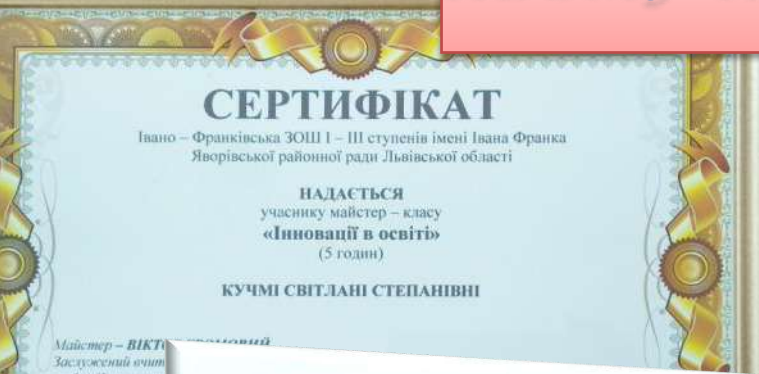 СЕРТИФІКАТ
Івано – Франківська ЗОШ І – ІІІ ступенів імені Івана Франка
Яворівської районної ради Львівської області
НАДАЄТЬСЯ
учаснику майстер – класу
«Інновації в освіті»
(5 годин)
КУЧМІ СВІТЛАНІ СТЕПАНІВНІ
Майстер –
Заслужений